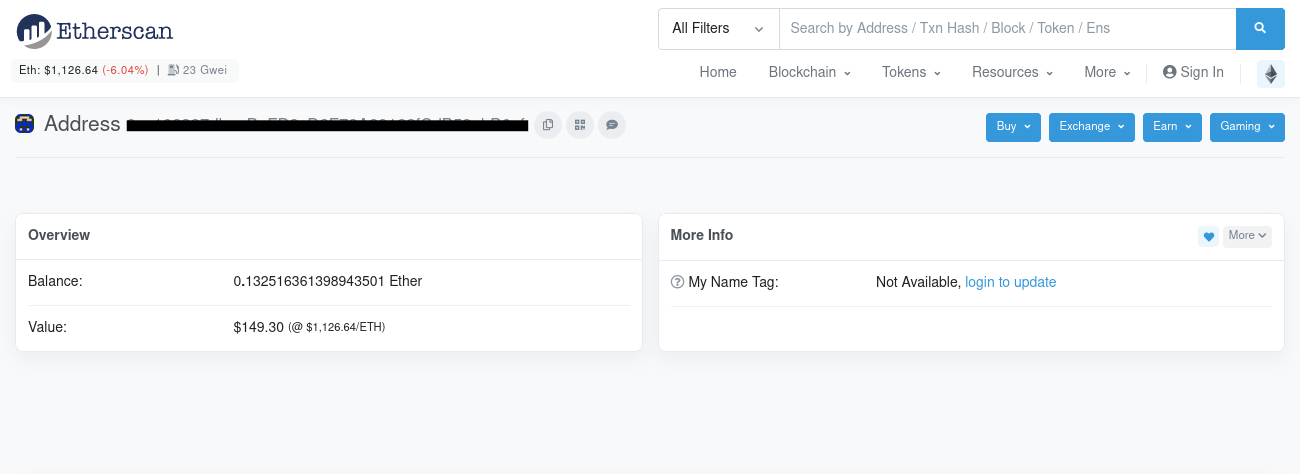 Etherscan
All Filters Search by Address / Txn Hash / Block / Token / Ens
Eth: $1,126.64 (-6.04%) | 23 Gwei
Home Blockchain Tokens Resources More Sign In
Address
Buy Exchange Earn Gaming
Overview
Balance: 0.132516361398943501 Ether
Value: $149.30 (@ $1,126.64/ETH)
More Info More
My Name Tag: Not Available, login to update